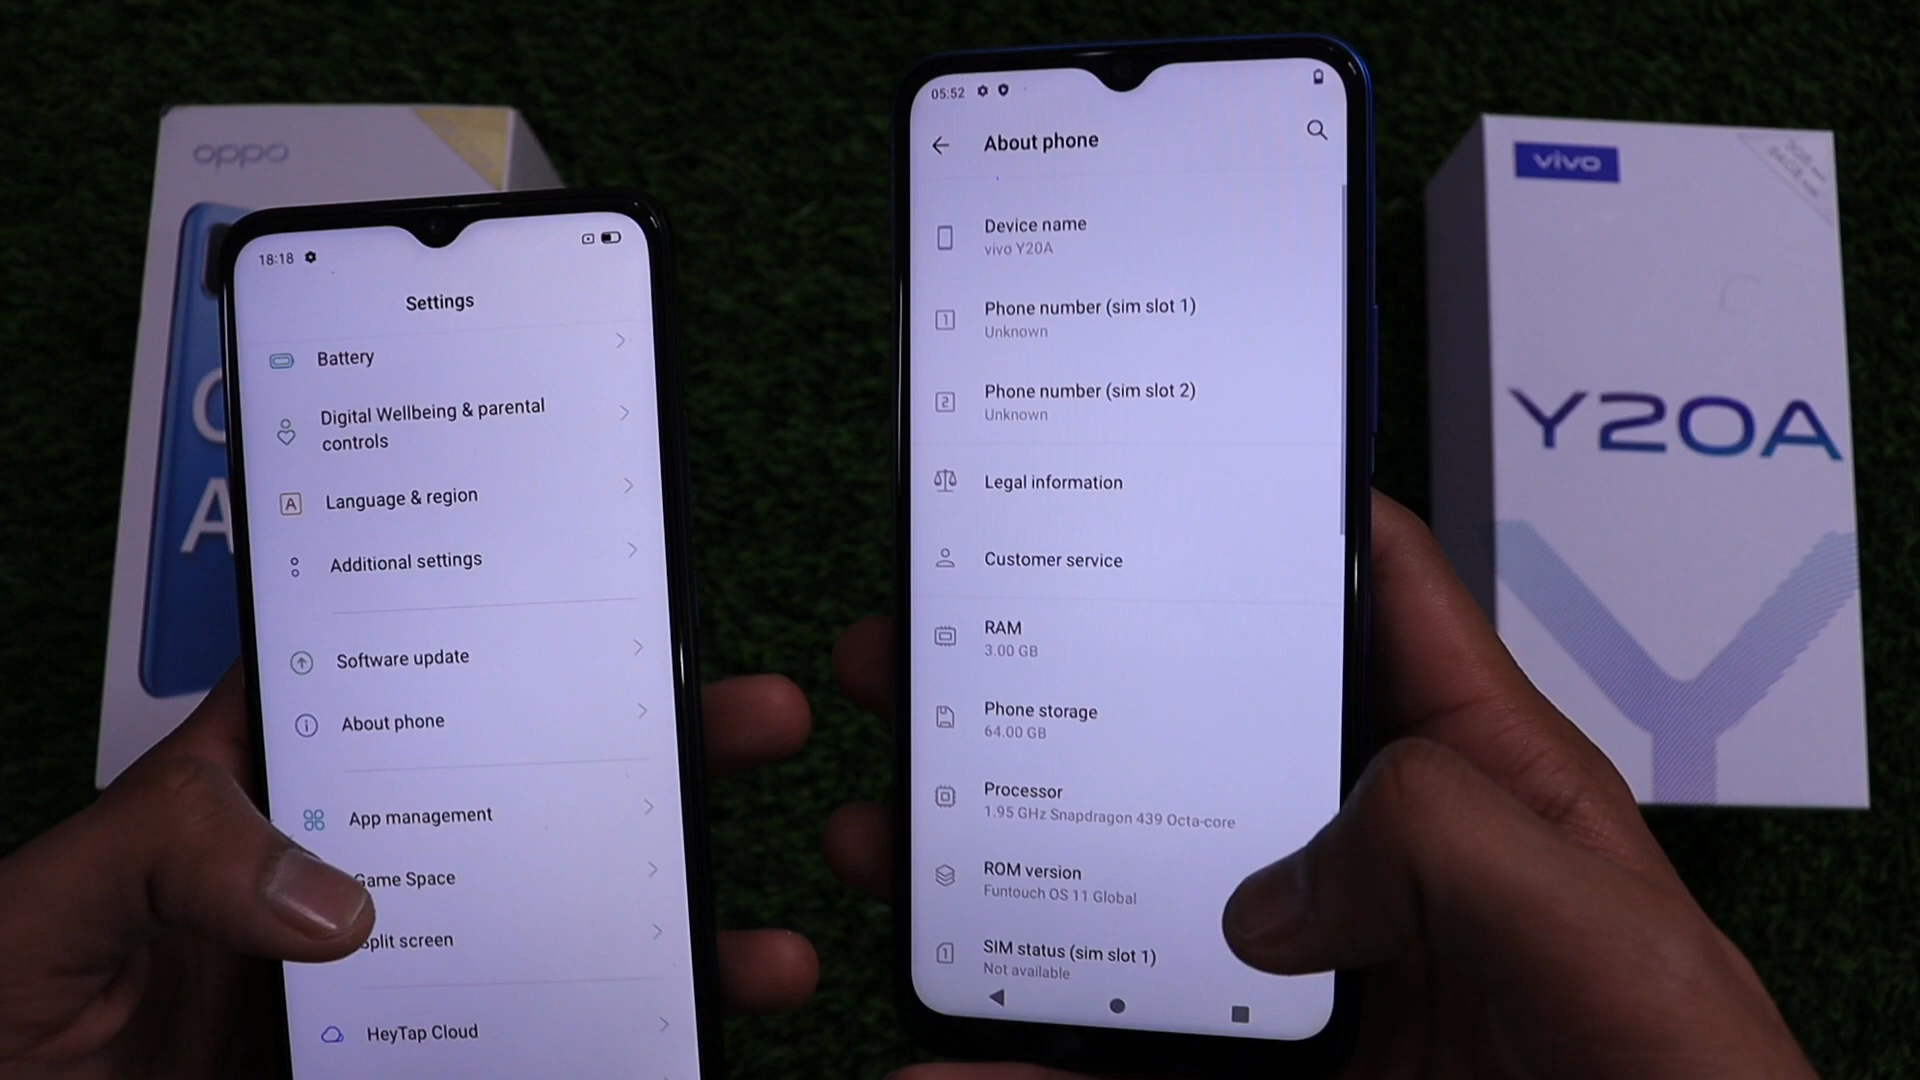 oppo
A
18:18
Settings
Battery
Digital Wellbeing & parental
controls
Language & region
Additional settings
Software update
About phone
App management
Game Space
Split screen
HeyTap Cloud
05:52
About phone
Device name
vivo Y20A
Phone number (sim slot 1)
Unknown
Phone number (sim slot 2)
Unknown
Legal information
Customer service
RAM
3.00 GB
Phone storage
64.00 GB
Processor
1.95 GHz Snapdragon 439 Octa-core
ROM version
Funtouch OS 11 Global
SIM status (sim slot 1)
Not available
vivo
Y20A